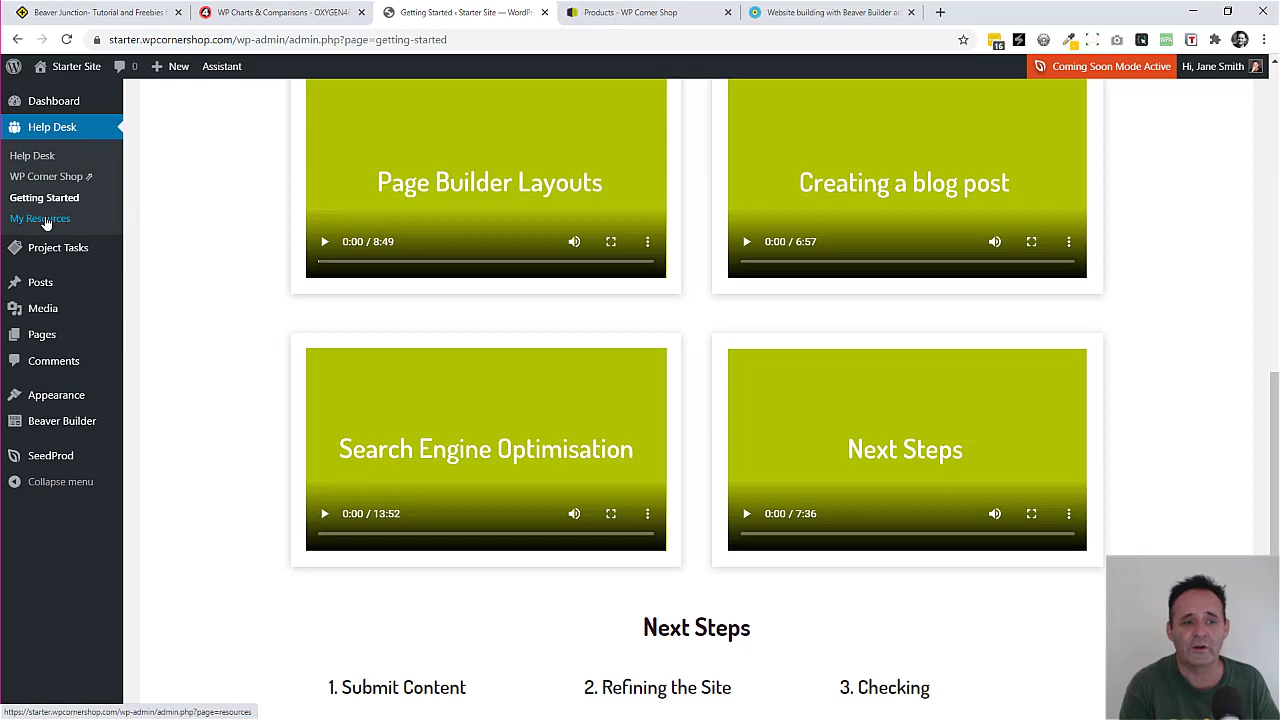 Beaver Junction- Tutorial and Freebies f
WP Charts & Comparisons - OXYGEN4F
Getting Started ‹ Starter Site — WordPr
Products - WP Corner Shop
Website building with Beaver Builder an
starter.wpcornershop.com/wp-admin/admin.php?page=getting-started
16
WPA
T
Starter Site
0
New
Assistant
Coming Soon Mode Active
Hi, Jane Smith
Dashboard
Help Desk
Help Desk
WP Corner Shop
Getting Started
My Resources
Project Tasks
Posts
Media
Pages
Comments
Appearance
Beaver Builder
SeedProd
Collapse menu
Page Builder Layouts
0:00 / 8:49
Creating a blog post
0:00 / 6:57
Search Engine Optimisation
0:00 / 13:52
Next Steps
0:00 / 7:36
Next Steps
1. Submit Content
2. Refining the Site
3. Checking
https://starter.wpcornershop.com/wp-admin/admin.php?page=resources